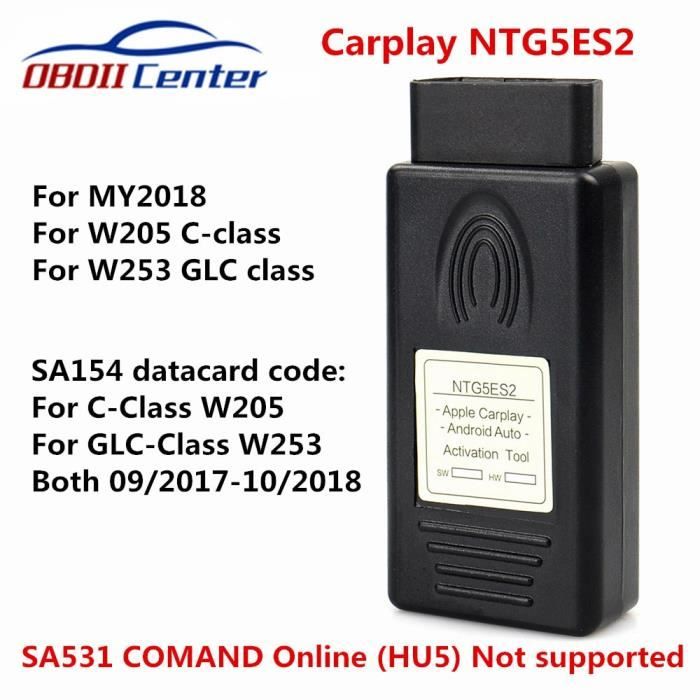 OBDII Center
Carplay NTG5ES2
For MY2018
For W205 C-class
For W253 GLC class
SA154 datacard code:
For C-Class W205
For GLC-Class W253
Both 09/2017-10/2018
NTG5ES2
- Apple Carplay -
- Android Auto -
Activation Tool
SW HW
SA531 COMAND Online (HU5) Not supported